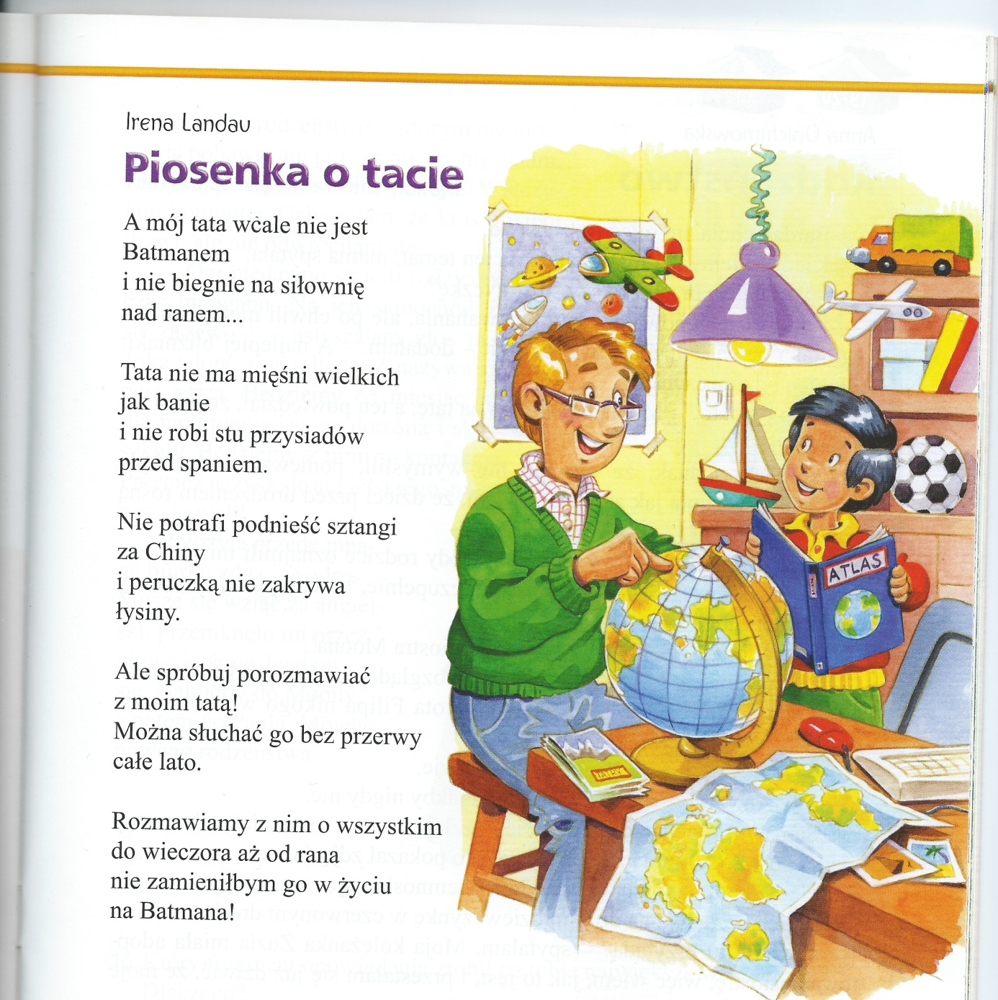 Irena Landau
Piosenka o tacie
A mój tata wcale nie jest
Batmanem
i nie biegnie na siłownię
nad ranem...
Tata nie ma mięśni wielkich
jak banie
i nie robi stu przysiadów
przed spaniem.
Nie potrafi podnieść sztangi
za Chiny
i peruczką nie zakrywa
łysiny.
Ale spróbuj porozmawiać
z moim tatą!
Można słuchać go bez przerwy
całe lato.
Rozmawiamy z nim o wszystkim
do wieczora aż od rana
nie zamieniłbym go w życiu
na Batmana!
ATLAS
TATRY